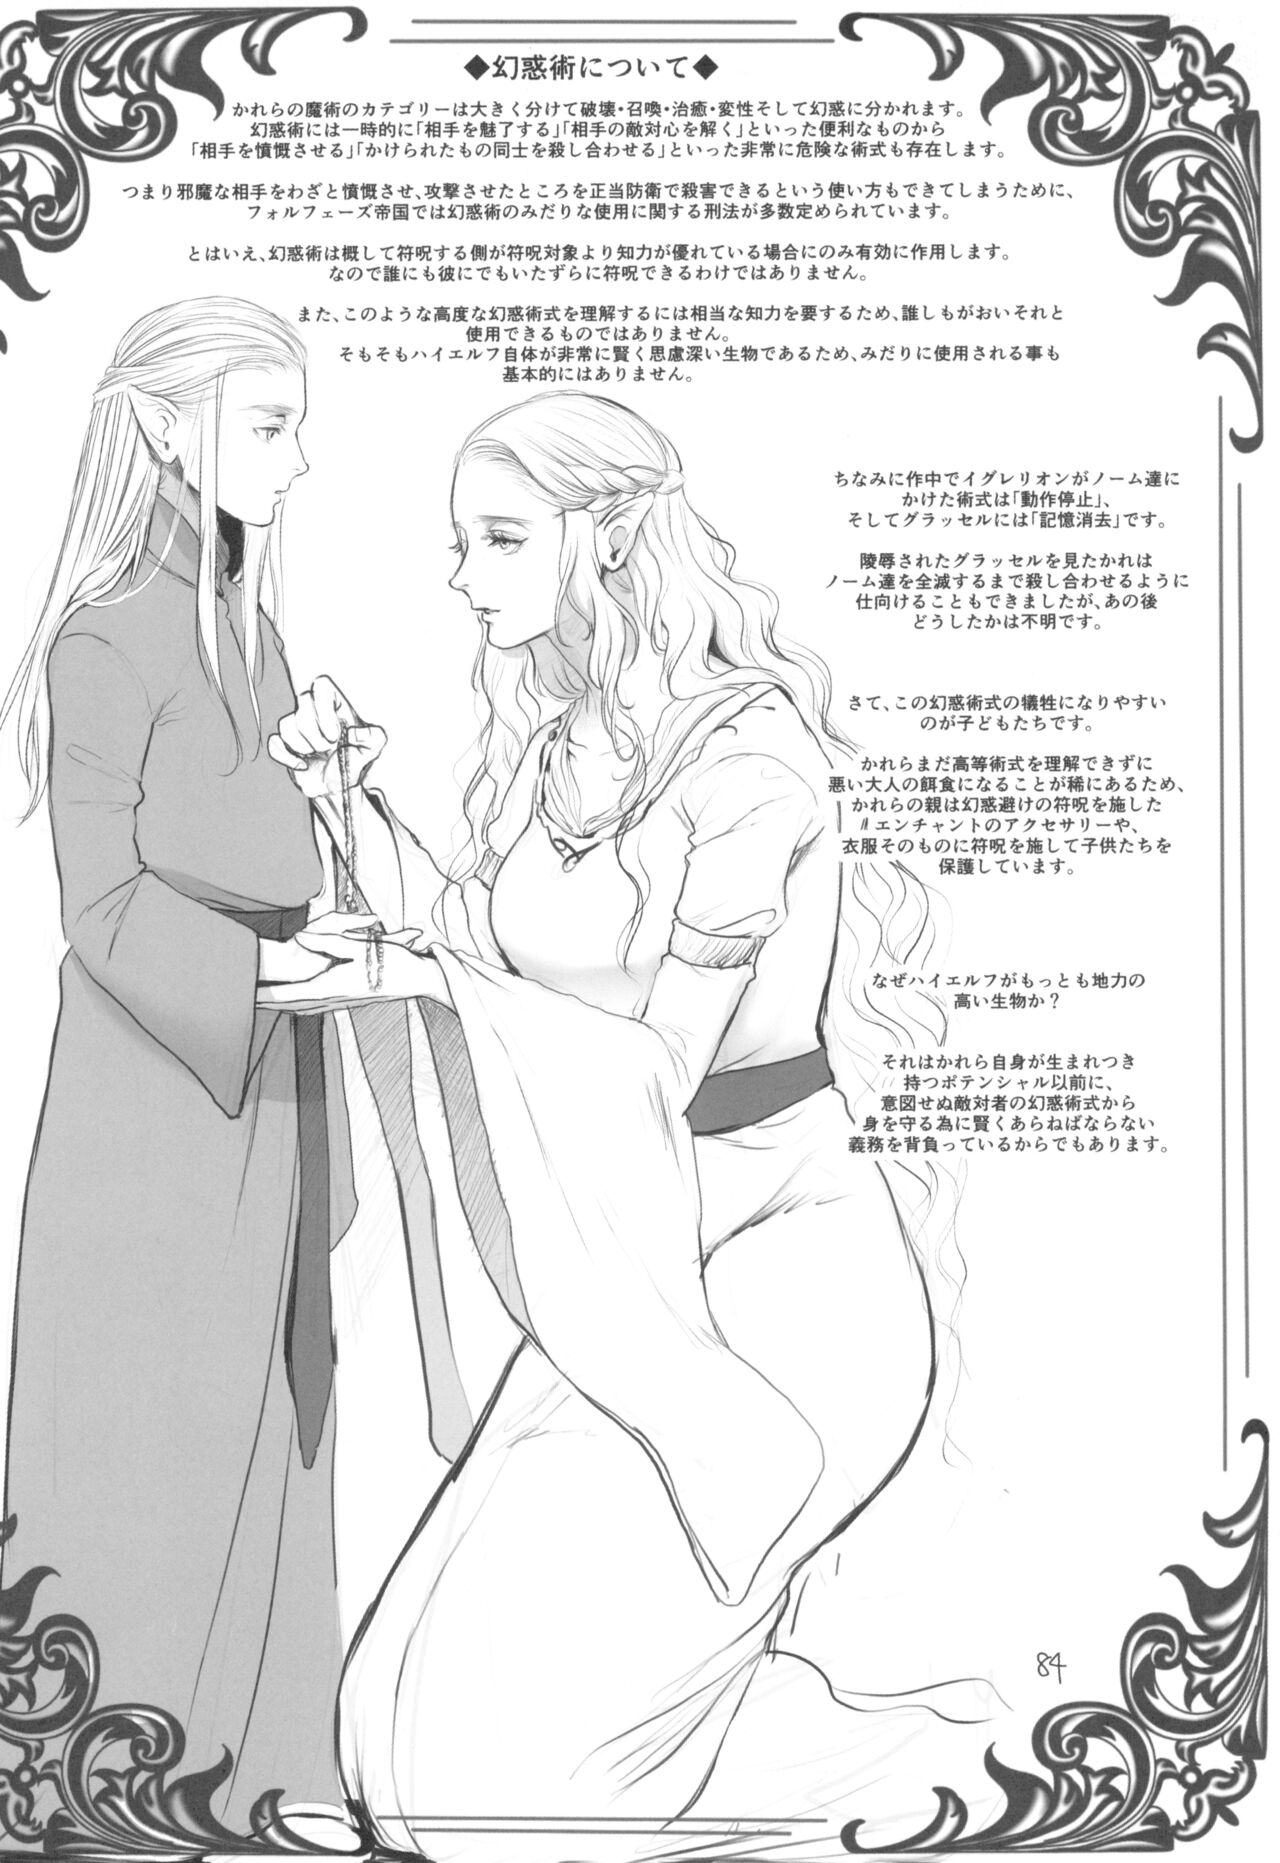 ◆幻惑術について◆
かれらの魔術のカテゴリーは大きく分けて破壊・召喚・治癒・変性そして幻惑に分かれます。
幻惑術には一時的に「相手を魅了する」「相手の敵対心を解く」といった便利なものから
「相手を憤慨させる」「かけられたもの同士を殺し合わせる」といった非常に危険な術式も存在します。
つまり邪魔な相手をわざと憤慨させ、攻撃させたところを正当防衛で殺害できるという使い方もできてしまうために、
フォルフェーズ帝国では幻惑術のみだりな使用に関する刑法が多数定められています。
とはいえ、幻惑術は概して符呪する側が符呪対象より知力が優れている場合にのみ有効に作用します。
なので誰にも彼にでもいたずらに符呪できるわけではありません。
また、このような高度な幻惑術式を理解するには相当な知力を要するため、誰しもがおいそれと
使用できるものではありません。
そもそもハイエルフ自体が非常に賢く思慮深い生物であるため、みだりに使用される事も
基本的にはありません。
ちなみに作中でイグレリオンがノーム達に
かけた術式は「動作停止」、
そしてグラッセルには「記憶消去」です。
陵辱されたグラッセルを見たかれは
ノーム達を全滅するまで殺し合わせるように
仕向けることもできましたが、あの後
どうしたかは不明です。
さて、この幻惑術式の犠牲になりやすい
のが子どもたちです。
かれらまだ高等術式を理解できずに
悪い大人の餌食になることが稀にあるため、
かれらの親は幻惑避けの符呪を施した
エンチャントのアクセサリーや、
衣服そのものに符呪を施して子供たちを
保護しています。
なぜハイエルフがもっとも地力の
高い生物か？
それはかれら自身が生まれつき
持つポテンシャル以前に、
意図せぬ敵対者の幻惑術式から
身を守る為に賢くあらねばならない
義務を背負っているからでもあります。
84